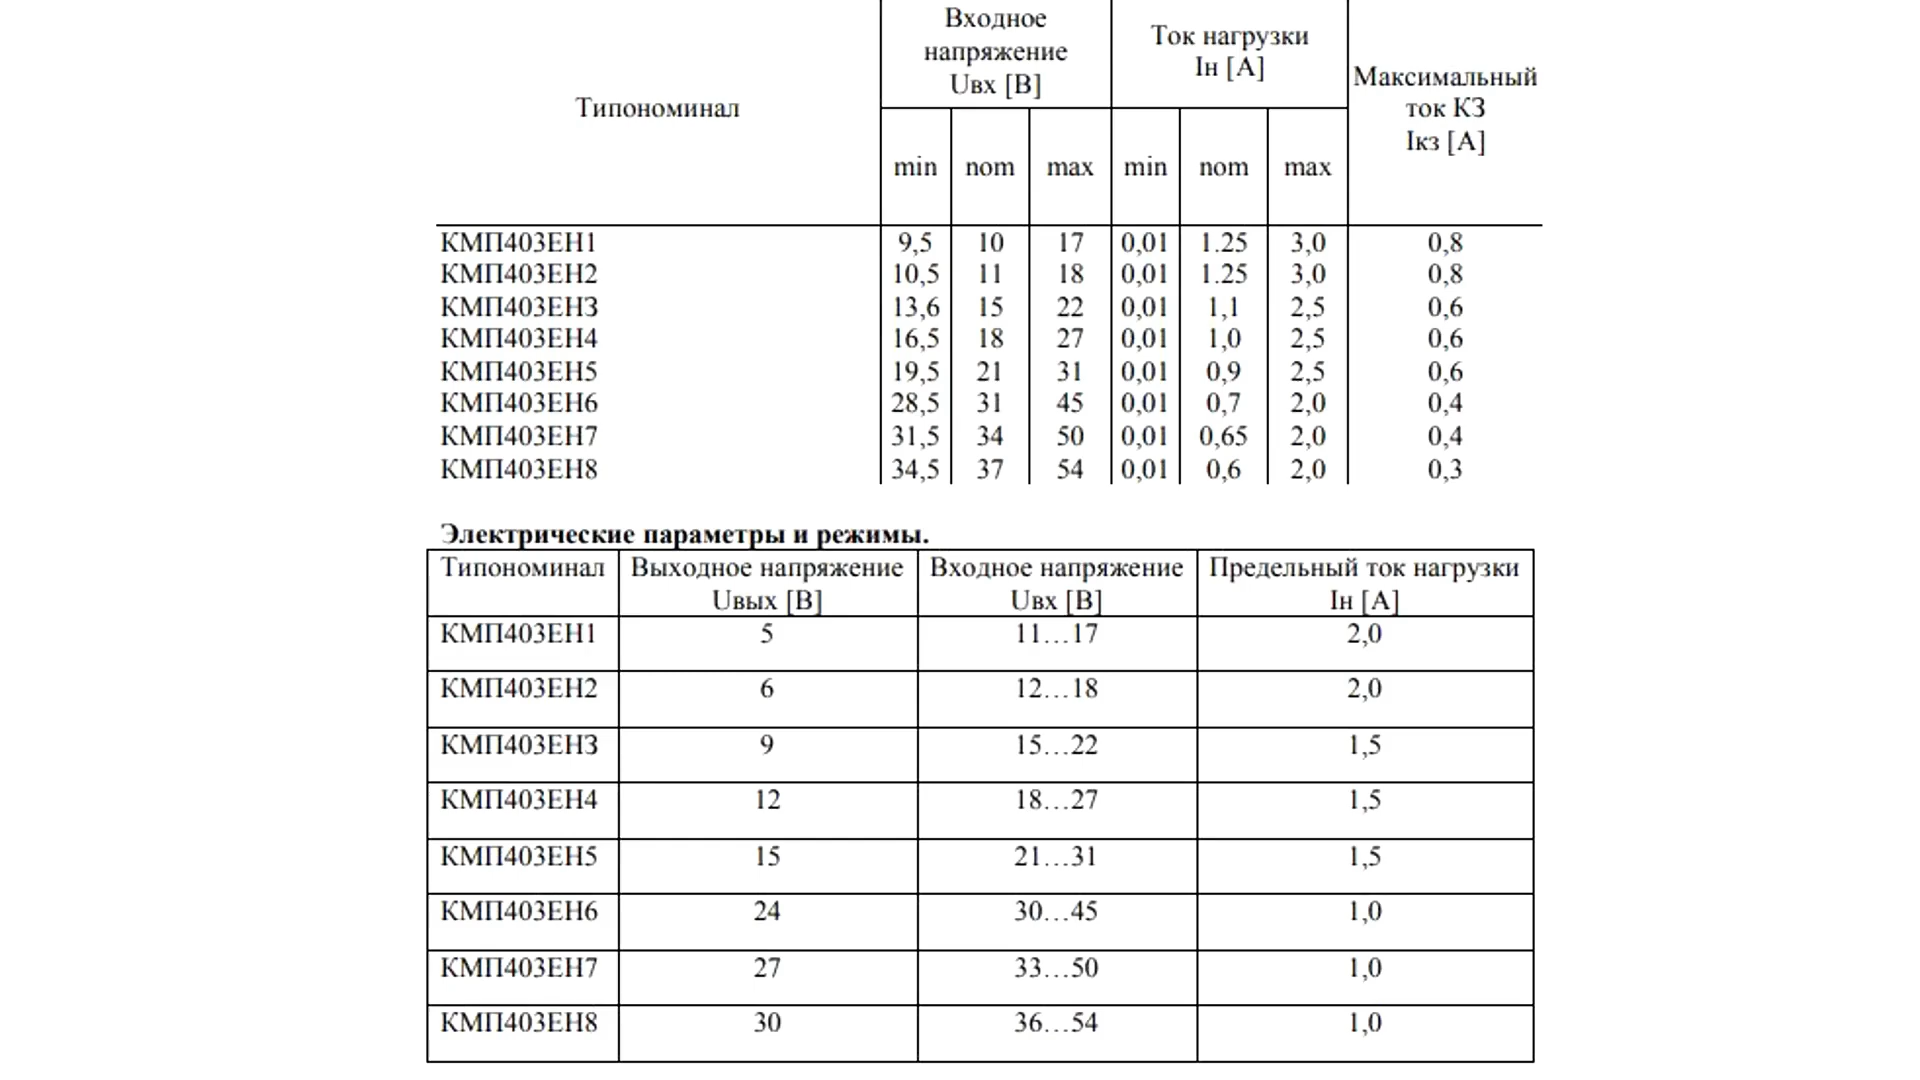 Типономинал
Входное
напряжение
Uвх [В]
Ток нагрузки
Iн [А]
Максимальный
ток КЗ
Iкз [А]
min nom max min nom max
КМП403ЕН1 9,5 10 17 0,01 1.25 3,0 0,8
КМП403ЕН2 10,5 11 18 0,01 1.25 3,0 0,8
КМП403ЕН3 13,6 15 22 0,01 1,1 2,5 0,6
КМП403ЕН4 16,5 18 27 0,01 1,0 2,5 0,6
КМП403ЕН5 19,5 21 31 0,01 0,9 2,5 0,6
КМП403ЕН6 28,5 31 45 0,01 0,7 2,0 0,4
КМП403ЕН7 31,5 34 50 0,01 0,65 2,0 0,4
КМП403ЕН8 34,5 37 54 0,01 0,6 2,0 0,3
Электрические параметры и режимы.
Типономинал Выходное напряжение Входное напряжение Предельный ток нагрузки
Uвых [В] Uвх [В] Iн [А]
КМП403ЕН1 5 11…17 2,0
КМП403ЕН2 6 12…18 2,0
КМП403ЕН3 9 15…22 1,5
КМП403ЕН4 12 18…27 1,5
КМП403ЕН5 15 21…31 1,5
КМП403ЕН6 24 30…45 1,0
КМП403ЕН7 27 33…50 1,0
КМП403ЕН8 30 36…54 1,0